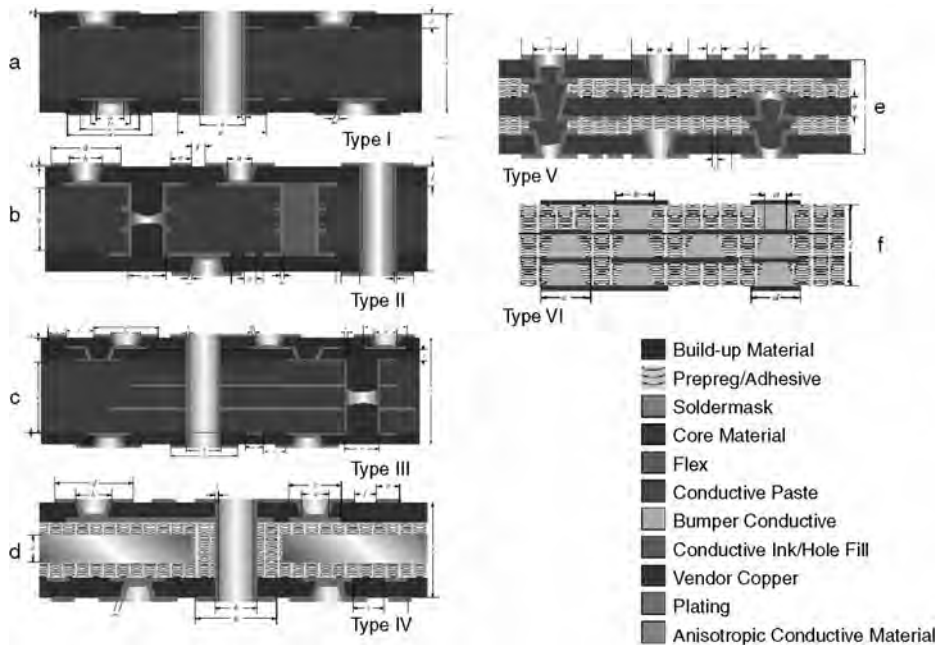 a
Type I
b
Type II
c
Type III
d
Type IV
e
Type V
f
Type VI
Build-up Material
Prepreg/Adhesive
Soldermask
Core Material
Flex
Conductive Paste
Bumper Conductive
Conductive Ink/Hole Fill
Vendor Copper
Plating
Anisotropic Conductive Material